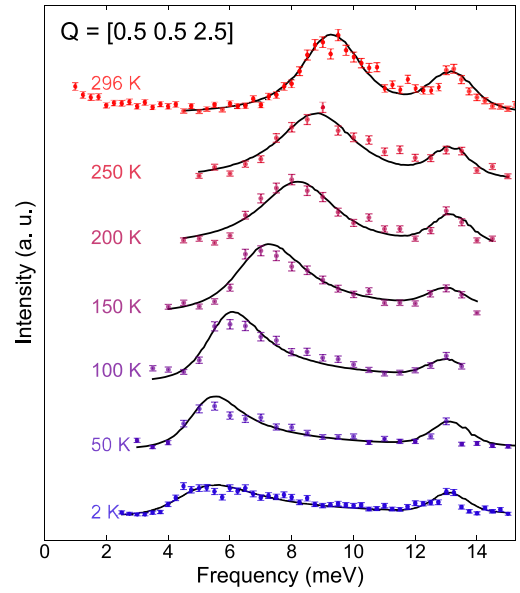 Q = [0.5 0.5 2.5]
296 K
250 K
200 K
150 K
100 K
50 K
2 K
Intensity (a. u.)
0 2 4 6 8 10 12 14
Frequency (meV)